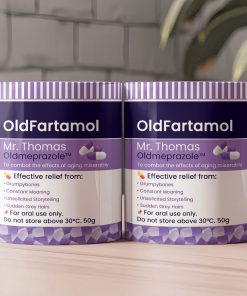 OldFartamol
Mr. Thomas
Oldmeprazole™
To combat the effects of aging miserably
Effective relief from:
• Grumpybones
• Constant Moaning
• Unsolicited Storytelling
• Sudden Grey Hairs
For oral use only.
Do not store above 30°C. 50g
OldFartamol
Mr. Thomas
Oldmeprazole™
To combat the effects of aging miserably
Effective relief from:
• Grumpybones
• Constant Moaning
• Unsolicited Storytelling
• Sudden Grey Hairs
For oral use only.
Do not store above 30°C. 50g